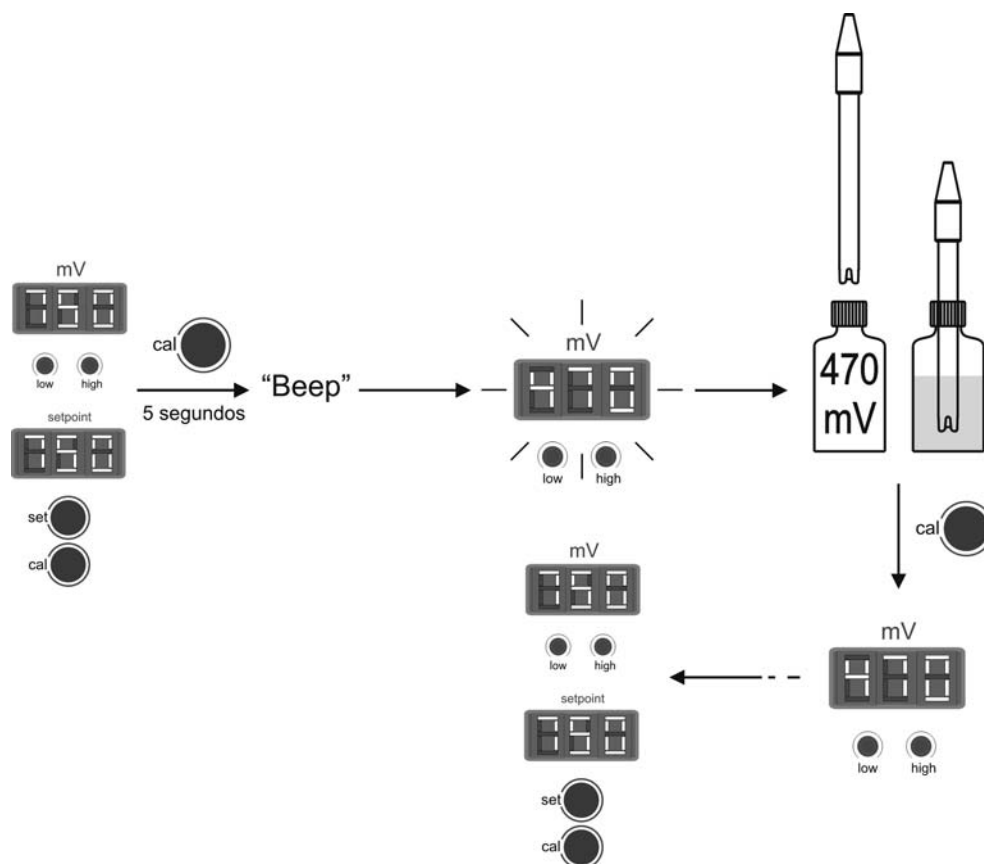 mV
low
high
setpoint
set
cal
cal
5 segundos
“Beep”
mV
low
high
470
mV
cal
mV
low
high
mV
low
high
setpoint
set
cal